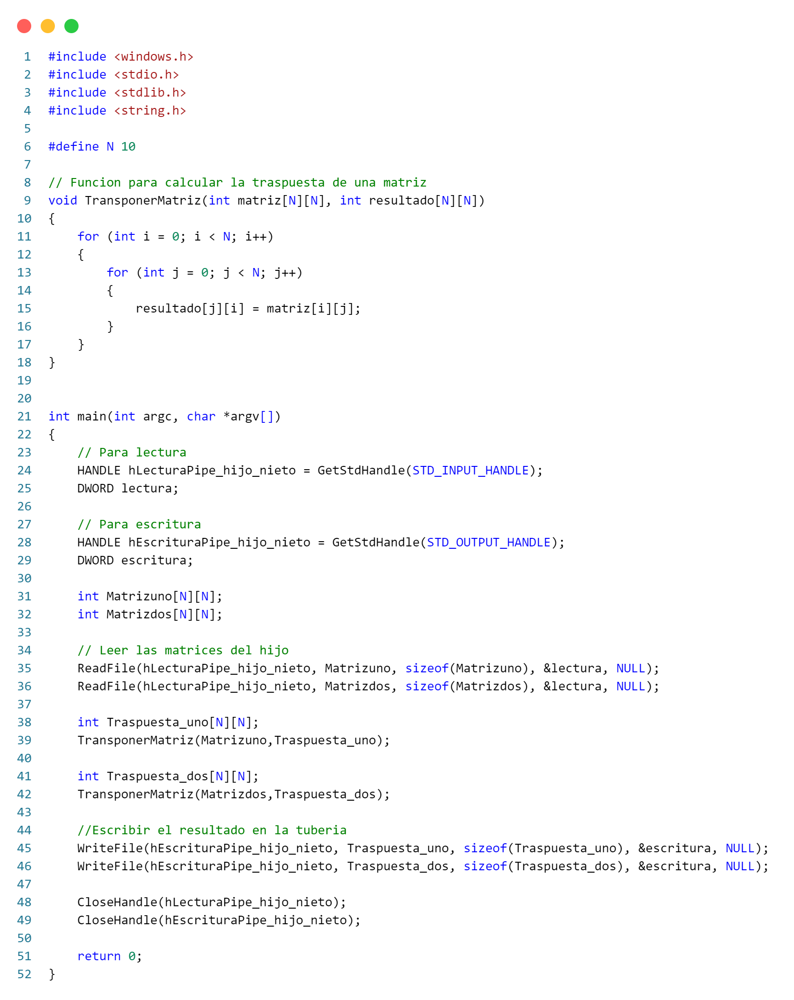 1 #include <windows.h>
2 #include <stdio.h>
3 #include <stdlib.h>
4 #include <string.h>
5
6 #define N 10
7
8 // Funcion para calcular la traspuesta de una matriz
9 void TransponerMatriz(int matriz[N][N], int resultado[N][N])
10 {
11     for (int i = 0; i < N; i++)
12     {
13         for (int j = 0; j < N; j++)
14         {
15             resultado[j][i] = matriz[i][j];
16         }
17     }
18 }
19
20
21 int main(int argc, char *argv[])
22 {
23     // Para lectura
24     HANDLE hLecturaPipe_hijo_nieto = GetStdHandle(STD_INPUT_HANDLE);
25     DWORD lectura;
26
27     // Para escritura
28     HANDLE hEscrituraPipe_hijo_nieto = GetStdHandle(STD_OUTPUT_HANDLE);
29     DWORD escritura;
30
31     int Matrizuno[N][N];
32     int Matrizdos[N][N];
33
34     // Leer las matrices del hijo
35     ReadFile(hLecturaPipe_hijo_nieto, Matrizuno, sizeof(Matrizuno), &lectura, NULL);
36     ReadFile(hLecturaPipe_hijo_nieto, Matrizdos, sizeof(Matrizdos), &lectura, NULL);
37
38     int Traspuesta_uno[N][N];
39     TransponerMatriz(Matrizuno,Traspuesta_uno);
40
41     int Traspuesta_dos[N][N];
42     TransponerMatriz(Matrizdos,Traspuesta_dos);
43
44     //Escribir el resultado en la tuberia
45     WriteFile(hEscrituraPipe_hijo_nieto, Traspuesta_uno, sizeof(Traspuesta_uno), &escritura, NULL);
46     WriteFile(hEscrituraPipe_hijo_nieto, Traspuesta_dos, sizeof(Traspuesta_dos), &escritura, NULL);
47
48     CloseHandle(hLecturaPipe_hijo_nieto);
49     CloseHandle(hEscrituraPipe_hijo_nieto);
50
51     return 0;
52 }